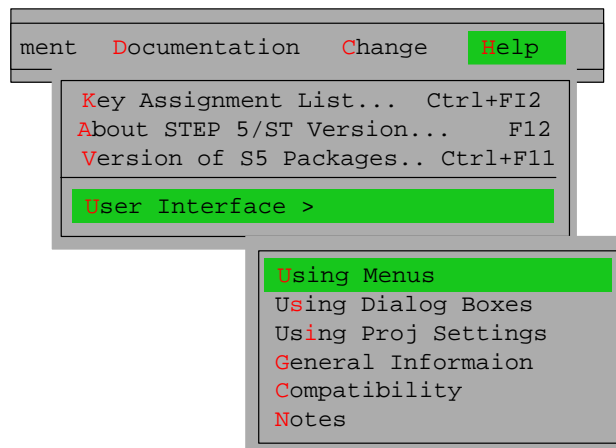 ment Documentation Change Help
Key Assignment List... Ctrl+FI2
About STEP 5/ST Version... F12
Version of S5 Packages.. Ctrl+F11
User Interface >
Using Menus
Using Dialog Boxes
Using Proj Settings
General Informaion
Compatibility
Notes